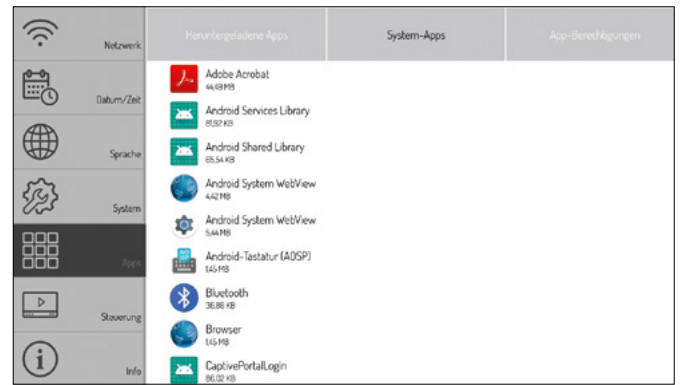 Netzwerk
Datum/Zeit
Sprache
System
Apps
Steuerung
Info
Heruntergeladene Apps
System-Apps
App-Berechtigungen
Adobe Acrobat
44,49 MB
Android Services Library
81,92 KB
Android Shared Library
65,54 KB
Android System WebView
4,42 MB
Android System WebView
5,44 MB
Android-Tastatur (AOSP)
1,45 MB
Bluetooth
36,86 KB
Browser
1,45 MB
CaptivePortalLogin
86,02 KB